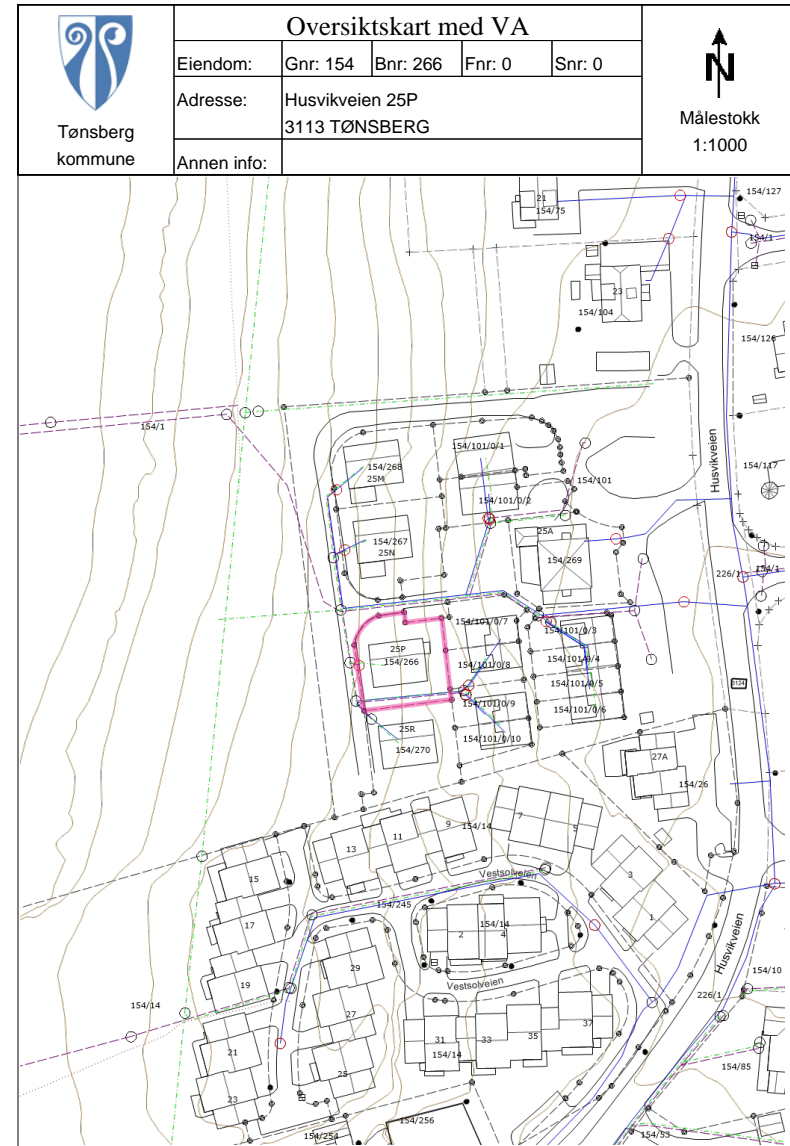 Oversiktskart med VA
Tønsberg
kommune
Eiendom:
Gnr: 154
Bnr: 266
Fnr: 0
Snr: 0
Adresse:
Husvikveien 25P
3113 TØNSBERG
Annen info:
N
Målestokk
1:1000
21
154/75
154/127
154/1
23
154/104
154/126
154/1
Husvikveien
154/268
25M
154/101/0/1
154/101
154/101/0/2
154/117
154/267
25N
25A
154/269
226/1
154/1
154/101/0/7
154/101/0/3
25P
154/266
154/101/0/8
154/101/0/4
154/101/0/5
154/101/0/9
154/101/0/6
25R
154/270
154/101/0/10
27A
154/26
9
154/14
7
5
11
13
3
15
Vestsolveien
1
154/245
17
154/14
2
4
Husvikveien
29
19
Vestsolveien
154/10
154/14
226/1
27
31
33
35
37
21
154/14
25
154/85
23
154/254
154/256
154/53